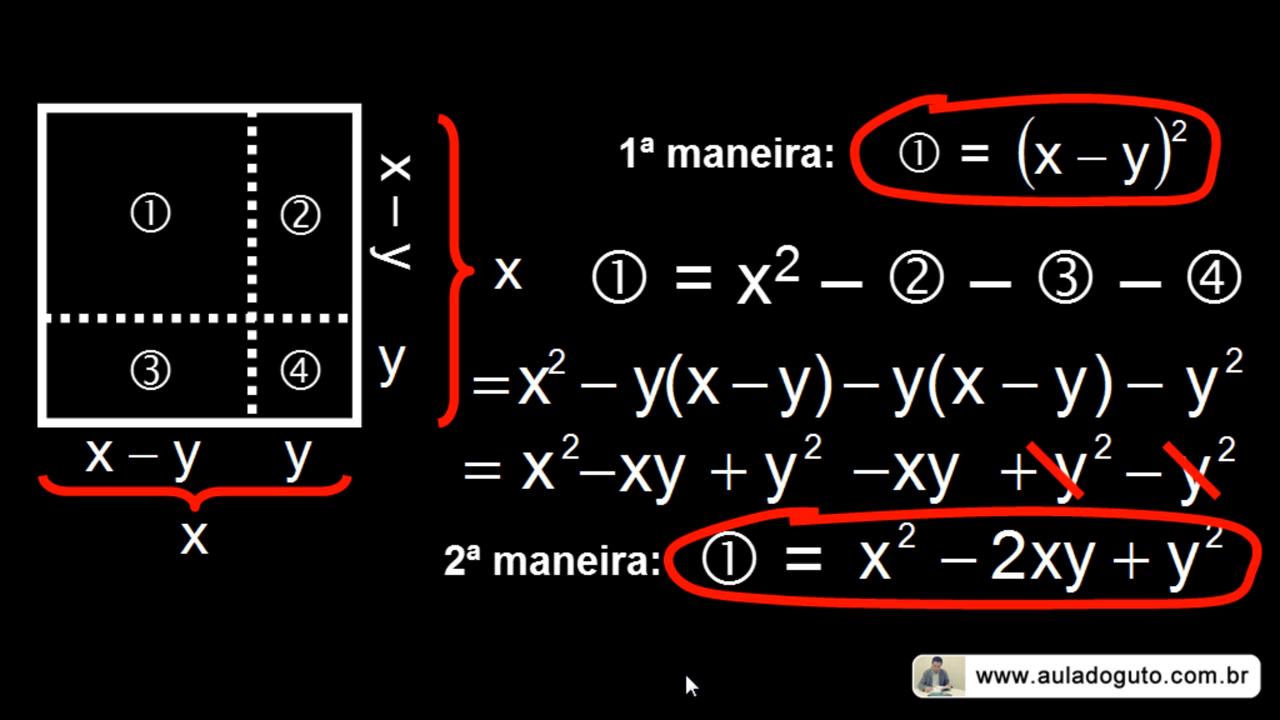 1ª maneira: ① = (x – y)²
① ②
x – y
x
① = x² – ② – ③ – ④
③ ④
y
= x² – y(x – y) – y(x – y) – y²
x – y y
= x² – xy + y² – xy + y² – y²
x
2ª maneira: ① = x² – 2xy + y²
www.auladoguto.com.br